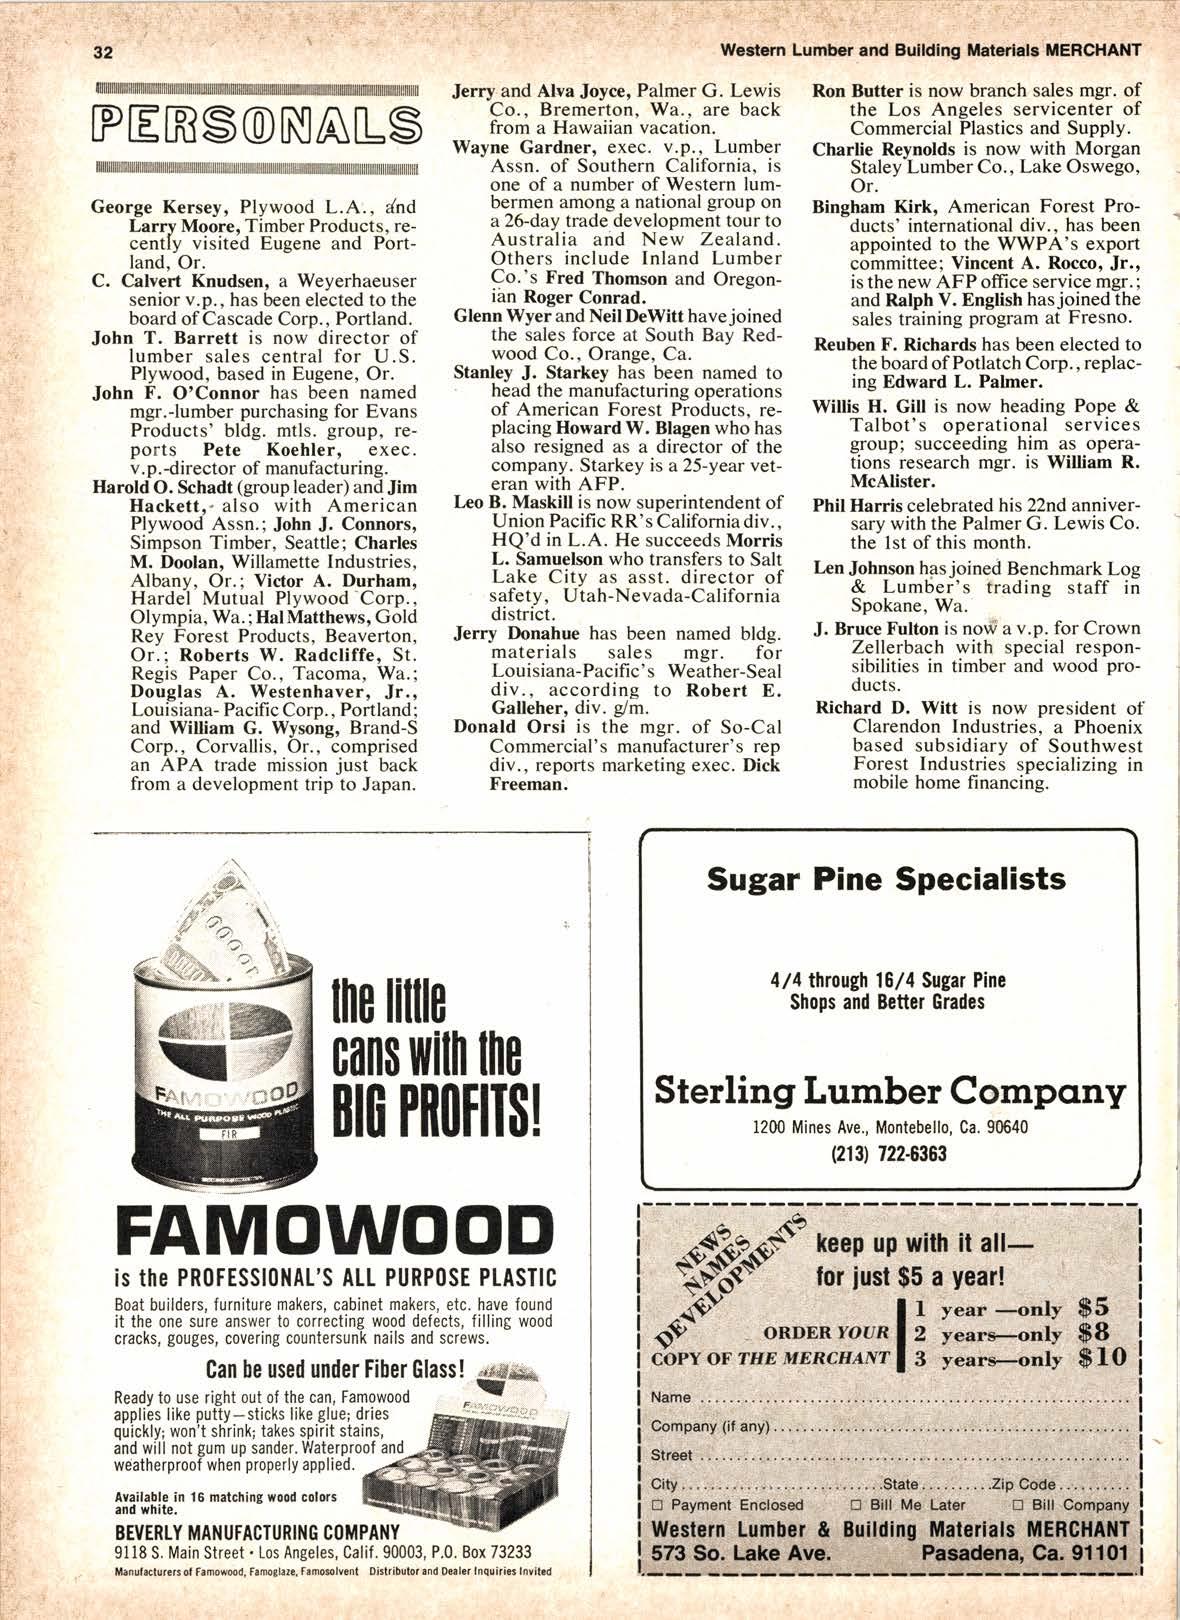 32
Western Lumber and Building Materials MERCHANT
PERSONALS
George Kersey, Plywood L.A., and
Larry Moore, Timber Products, re-
cently visited Eugene and Port-
land, Or.
C. Calvert Knudsen, a Weyerhaeuser
senior v.p., has been elected to the
board of Cascade Corp., Portland.
John T. Barrett is now director of
lumber sales central for U.S.
Plywood, based in Eugene, Or.
John F. O'Connor has been named
mgr.-lumber purchasing for Evans
Products' bldg. mtls. group, re-
ports Pete Koehler, exec.
v.p.-director of manufacturing.
Harold O. Schadt (group leader) and Jim
Hackett, also with American
Plywood Assn.; John J. Connors,
Simpson Timber, Seattle; Charles
M. Doolan, Willamette Industries,
Albany, Or.; Victor A. Durham,
Hardel Mutual Plywood Corp.,
Olympia, Wa.; Hal Matthews, Gold
Rey Forest Products, Beaverton,
Or.; Roberts W. Radcliffe, St.
Regis Paper Co., Tacoma, Wa.;
Douglas A. Westenhaver, Jr.,
Louisiana-Pacific Corp., Portland;
and William G. Wysong, Brand-S
Corp., Corvallis, Or., comprised
an APA trade mission just back
from a development trip to Japan.
Jerry and Alva Joyce, Palmer G. Lewis
Co., Bremerton, Wa., are back
from a Hawaiian vacation.
Wayne Gardner, exec. v.p., Lumber
Assn. of Southern California, is
one of a number of Western lum-
bermen among a national group on
a 26-day trade development tour to
Australia and New Zealand.
Others include Inland Lumber
Co.'s Fred Thomson and Oregon-
ian Roger Conrad.
Glenn Wyer and Neil DeWitt have joined
the sales force at South Bay Red-
wood Co., Orange, Ca.
Stanley J. Starkey has been named to
head the manufacturing operations
of American Forest Products, re-
placing Howard W. Blagen who has
also resigned as a director of the
company. Starkey is a 25-year vet-
eran with AFP.
Leo B. Maskill is now superintendent of
Union Pacific RR's California div.,
HQ'd in L.A. He succeeds Morris
L. Samuelson who transfers to Salt
Lake City as asst. director of
safety, Utah-Nevada-California
district.
Jerry Donahue has been named bldg.
materials sales mgr. for
Louisiana-Pacific's Weather-Seal
div., according to Robert E.
Galleher, div. g/m.
Donald Orsi is the mgr. of So-Cal
Commercial's manufacturer's rep
div., reports marketing exec. Dick
Freeman.
Ron Butter is now branch sales mgr. of
the Los Angeles servicenter of
Commercial Plastics and Supply.
Charlie Reynolds is now with Morgan
Staley Lumber Co., Lake Oswego,
Or.
Bingham Kirk, American Forest Pro-
ducts' international div., has been
appointed to the WWPA's export
committee; Vincent A. Rocco, Jr.,
is the new AFP office service mgr.;
and Ralph V. English has joined the
sales training program at Fresno.
Reuben F. Richards has been elected to
the board of Potlatch Corp., replac-
ing Edward L. Palmer.
Willis H. Gill is now heading Pope &
Talbot's operational services
group; succeeding him as opera-
tions research mgr. is William R.
McAlister.
Phil Harris celebrated his 22nd anniver-
sary with the Palmer G. Lewis Co.
the 1st of this month.
Len Johnson has joined Benchmark Log
& Lumber's trading staff in
Spokane, Wa.
J. Bruce Fulton is now a v.p. for Crown
Zellerbach with special respon-
sibilities in timber and wood pro-
ducts.
Richard D. Witt is now president of
Clarendon Industries, a Phoenix
based subsidiary of Southwest
Forest Industries specializing in
mobile home financing.
FAMOWOOD
THE ALL PURPOSE WOOD PLASTIC
FIR
the little
cans with the
BIG PROFITS!
FAMOWOOD
is the PROFESSIONAL'S ALL PURPOSE PLASTIC
Boat builders, furniture makers, cabinet makers, etc. have found
it the one sure answer to correcting wood defects, filling wood
cracks, gouges, covering countersunk nails and screws.
Can be used under Fiber Glass!
Ready to use right out of the can, Famowood
applies like putty—sticks like glue; dries
quickly; won't shrink; takes spirit stains,
and will not gum up sander. Waterproof and
weatherproof when properly applied.
FAMOWOOD
Available in 16 matching wood colors
and white.
BEVERLY MANUFACTURING COMPANY
9118 S. Main Street • Los Angeles, Calif. 90003, P.O. Box 73233
Manufacturers of Famowood, Famoglaze, Famosolvent Distributor and Dealer Inquiries Invited
Sugar Pine Specialists
4/4 through 16/4 Sugar Pine
Shops and Better Grades
Sterling Lumber Company
1200 Mines Ave., Montebello, Ca. 90640
(213) 722-6363
NEWS
NAMES
DEVELOPMENTS
keep up with it all—
for just $5 a year!
ORDER YOUR
COPY OF THE MERCHANT
1 year —only $5
2 years—only $8
3 years—only $10
Name
Company (if any)
Street
City State Zip Code
□ Payment Enclosed □ Bill Me Later □ Bill Company
Western Lumber & Building Materials MERCHANT
573 So. Lake Ave. Pasadena, Ca. 91101